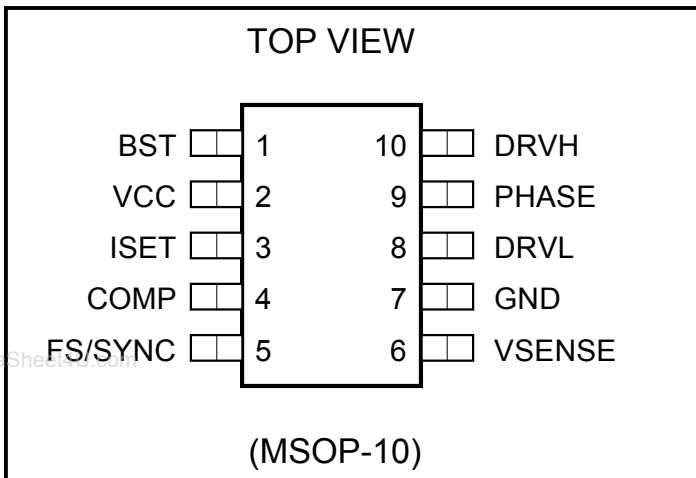 TOP VIEW
BST 1 10 DRVH
VCC 2 9 PHASE
ISET 3 8 DRVL
COMP 4 7 GND
FS/SYNC 5 6 VSENSE
(MSOP-10)